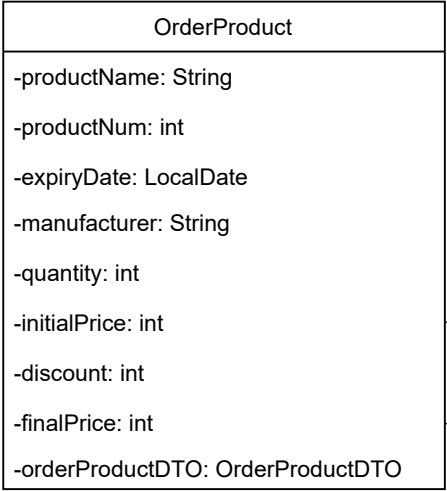 OrderProduct
-productName: String
-productNum: int
-expiryDate: LocalDate
-manufacturer: String
-quantity: int
-initialPrice: int
-discount: int
-finalPrice: int
-orderProductDTO: OrderProductDTO